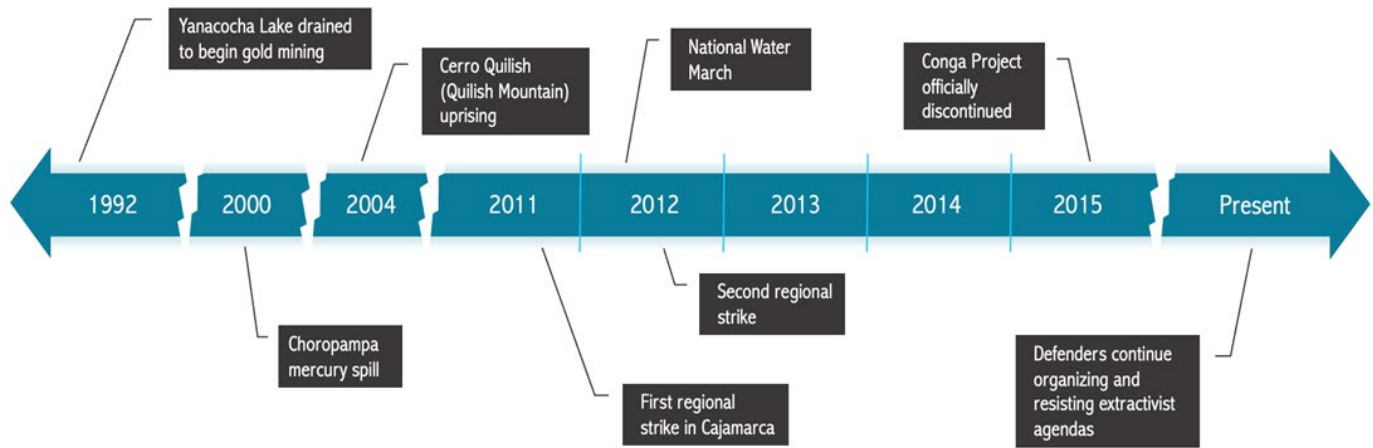 Yanacocha Lake drained
to begin gold mining
Cerro Quilish
(Quilish Mountain)
uprising
National Water
March
Conga Project
officially
discontinued
1992
2000
2004
2011
2012
2013
2014
2015
Present
Choropampa
mercury spill
First regional
strike in Cajamarca
Second regional
strike
Defenders continue
organizing and
resisting extractivist
agendas